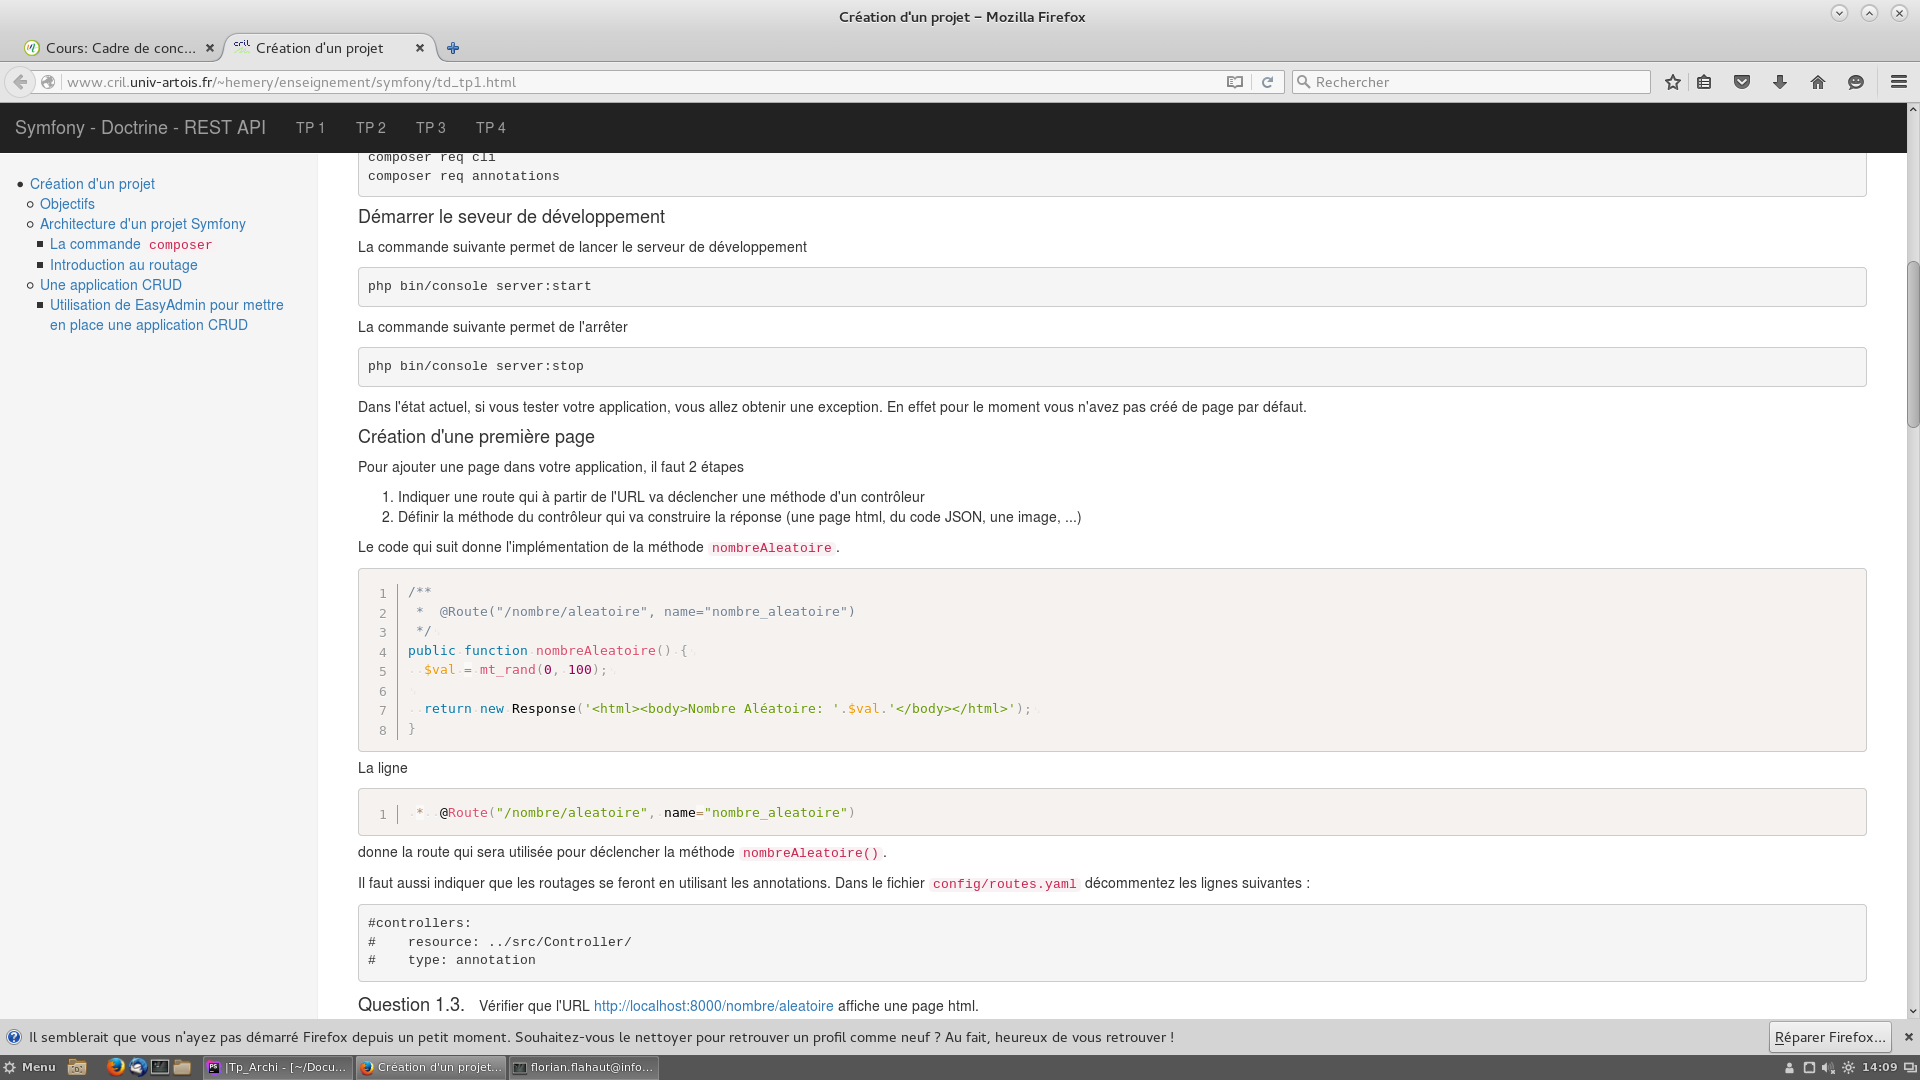 Création d'un projet – Mozilla Firefox
Cours: Cadre de conc...
cril Création d'un projet
www.cril.univ-artois.fr/~hemery/enseignement/symfony/td_tp1.html
Rechercher
Symfony - Doctrine - REST API TP 1 TP 2 TP 3 TP 4
Création d'un projet
Objectifs
Architecture d'un projet Symfony
La commande composer
Introduction au routage
Une application CRUD
Utilisation de EasyAdmin pour mettre
en place une application CRUD
composer req cli
composer req annotations
Démarrer le seveur de développement
La commande suivante permet de lancer le serveur de développement
php bin/console server:start
La commande suivante permet de l'arrêter
php bin/console server:stop
Dans l'état actuel, si vous tester votre application, vous allez obtenir une exception. En effet pour le moment vous n'avez pas créé de page par défaut.
Création d'une première page
Pour ajouter une page dans votre application, il faut 2 étapes
1. Indiquer une route qui à partir de l'URL va déclencher une méthode d'un contrôleur
2. Définir la méthode du contrôleur qui va construire la réponse (une page html, du code JSON, une image, ...)
Le code qui suit donne l'implémentation de la méthode nombreAleatoire.
1 /**
2 *  @Route("/nombre/aleatoire", name="nombre_aleatoire")
3 */
4 public function nombreAleatoire() {
5 $val = mt_rand(0, 100);
6
7 return new Response('<html><body>Nombre Aléatoire: '.$val.'</body></html>');
8 }
La ligne
1 *  @Route("/nombre/aleatoire", name="nombre_aleatoire")
donne la route qui sera utilisée pour déclencher la méthode nombreAleatoire().
Il faut aussi indiquer que les routages se feront en utilisant les annotations. Dans le fichier config/routes.yaml décommentez les lignes suivantes :
#controllers:
#    resource: ../src/Controller/
#    type: annotation
Question 1.3. Vérifier que l'URL http://localhost:8000/nombre/aleatoire affiche une page html.
Il semblerait que vous n'ayez pas démarré Firefox depuis un petit moment. Souhaitez-vous le nettoyer pour retrouver un profil comme neuf ? Au fait, heureux de vous retrouver !
Réparer Firefox...
Menu
|Tp_Archi - [~/Docu...
Création d'un projet...
florian.flahaut@info...
14:09